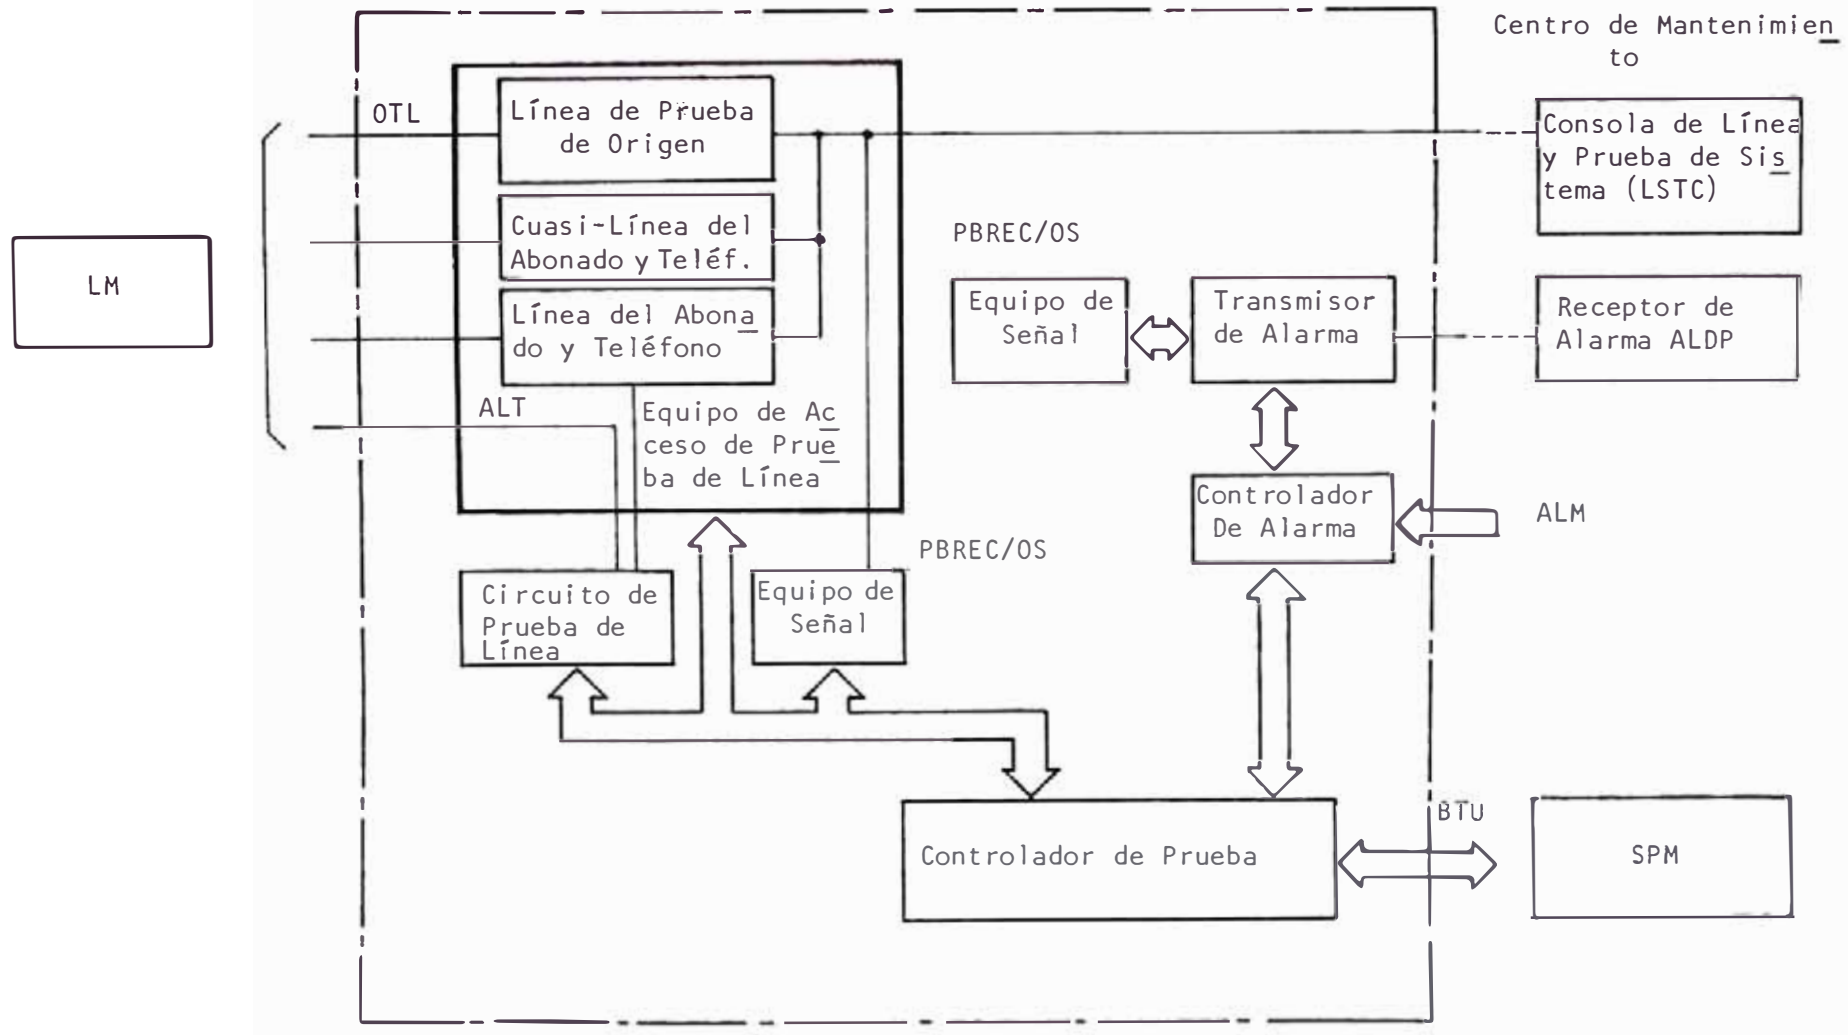 Centro de Mantenimien
to
OTL
Línea de Prueba
de Origen
Consola de Línea
y Prueba de Sis
tema (LSTC)
Cuasi-Línea del
Abonado y Teléf.
PBREC/OS
LM
Línea del Abona
do y Teléfono
Equipo de
Señal
Transmisor
de Alarma
Receptor de
Alarma ALDP
ALT
Equipo de Ac
ceso de Prue
ba de Línea
Controlador
De Alarma
ALM
PBREC/OS
Circuito de
Prueba de
Línea
Equipo de
Señal
BTU
Controlador de Prueba
SPM